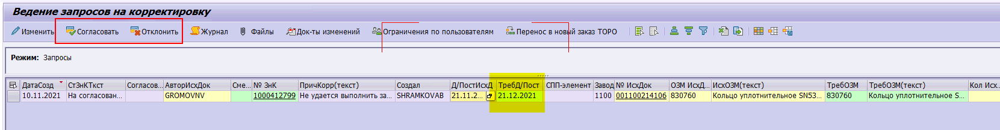 Ведение запросов на корректировку
Изменить Согласовать Отклонить Журнал Файлы Док-ты изменений Ограничения по пользователям Перенос в новый заказ ТОРО
Режим: Запросы
ДатаСозд СтЗнКТкст Согласов... АвторИсхДок Сме... № ЗнК ПричКорр(текст) Создал Д/ПостИсхД ТребД/Пост СПП-элемент Завод № ИсхДок ОЗМ ИсхД... ИсхОЗМ(текст) ТребОЗМ ТребОЗМ(текст) Кол Исх...
10.11.2021 На согласован... GROMOVNV 1000412799 Не удается выполнить за... SHRAMKOVAB 21.11.2... 21.12.2021 1100 001100214106 830760 Кольцо уплотнительное SN53... 830760 Кольцо уплотнительное S...